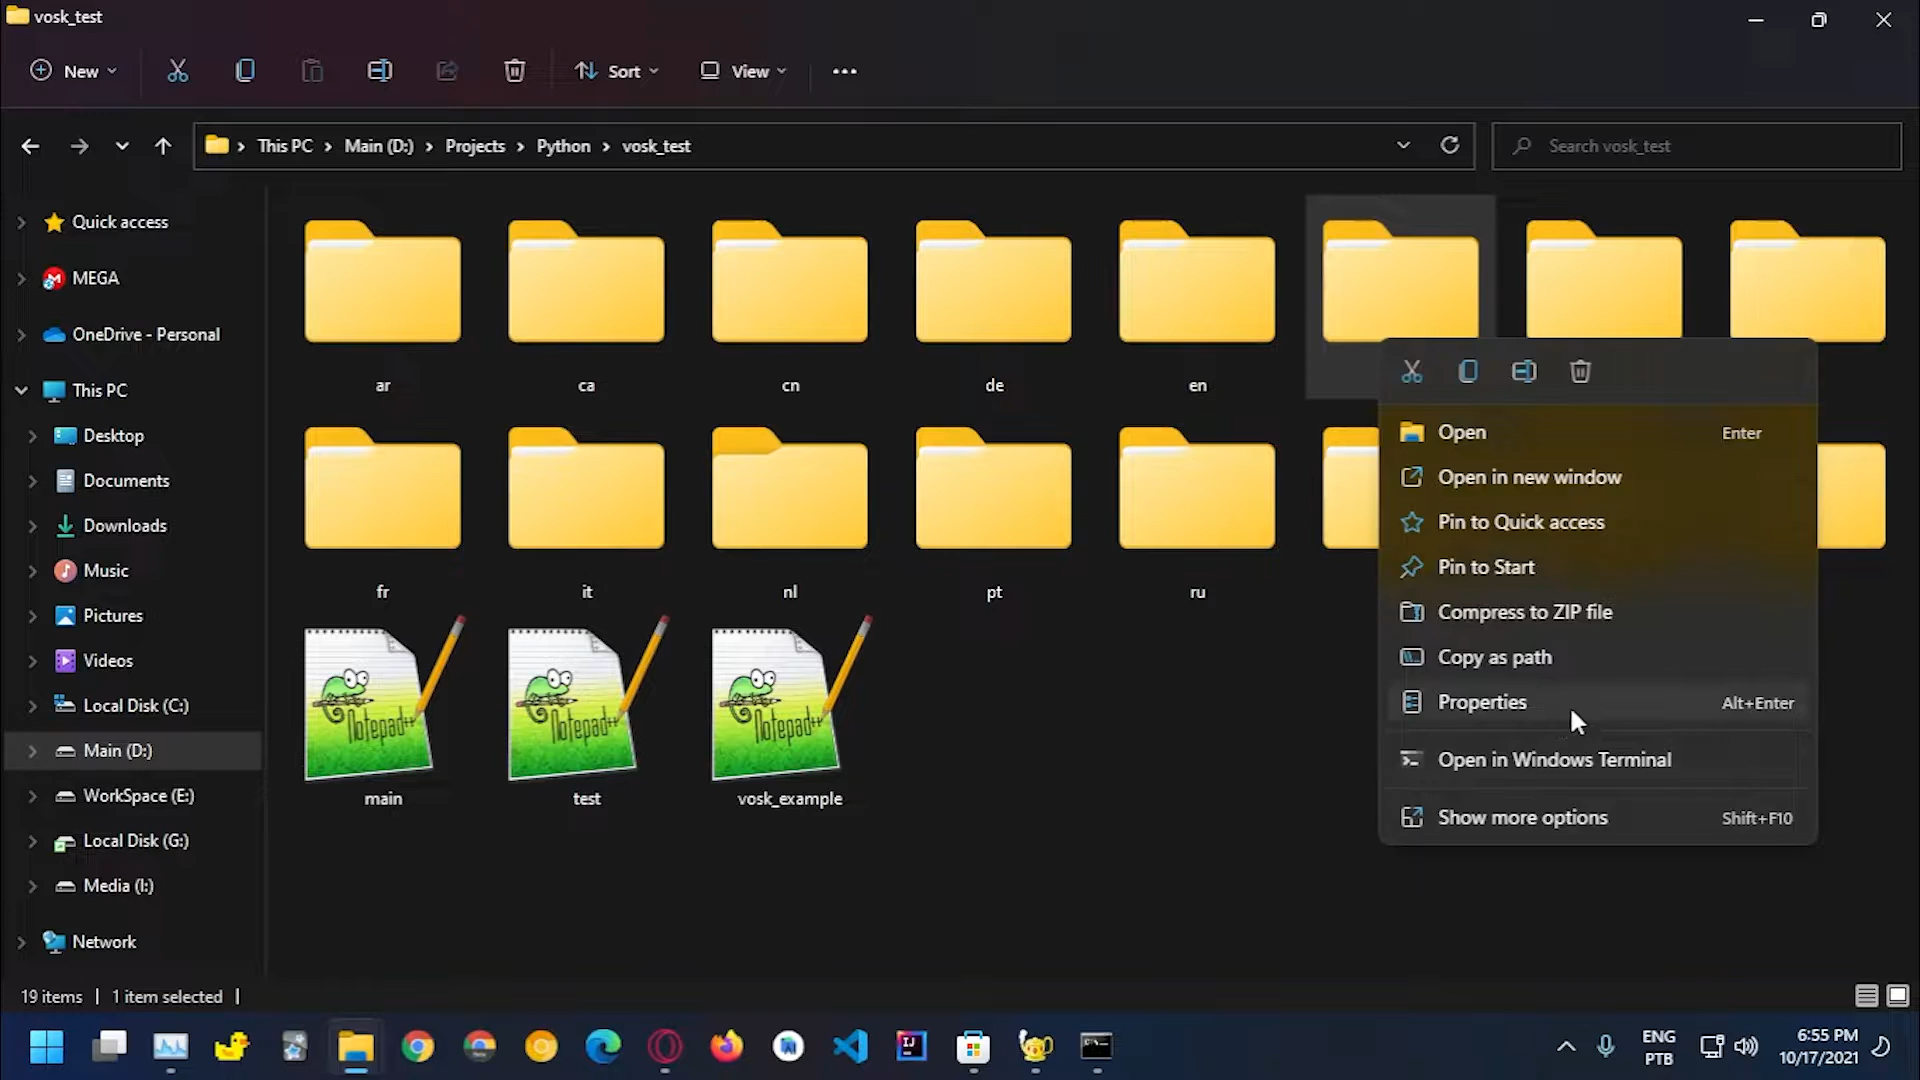 vosk_test
New
Sort
View
This PC
Main (D:)
Projects
Python
vosk_test
Search vosk_test
Quick access
MEGA
OneDrive - Personal
This PC
Desktop
Documents
Downloads
Music
Pictures
Videos
Local Disk (C:)
Main (D:)
WorkSpace (E:)
Local Disk (G:)
Media (I:)
Network
ar
ca
cn
de
en
fr
it
nl
pt
ru
Notepad++
Notepad++
Notepad++
main
test
vosk_example
Open Enter
Open in new window
Pin to Quick access
Pin to Start
Compress to ZIP file
Copy as path
Properties Alt+Enter
Open in Windows Terminal
Show more options Shift+F10
19 items
1 item selected
IJ
ENG
PTB
6:55 PM
10/17/2021